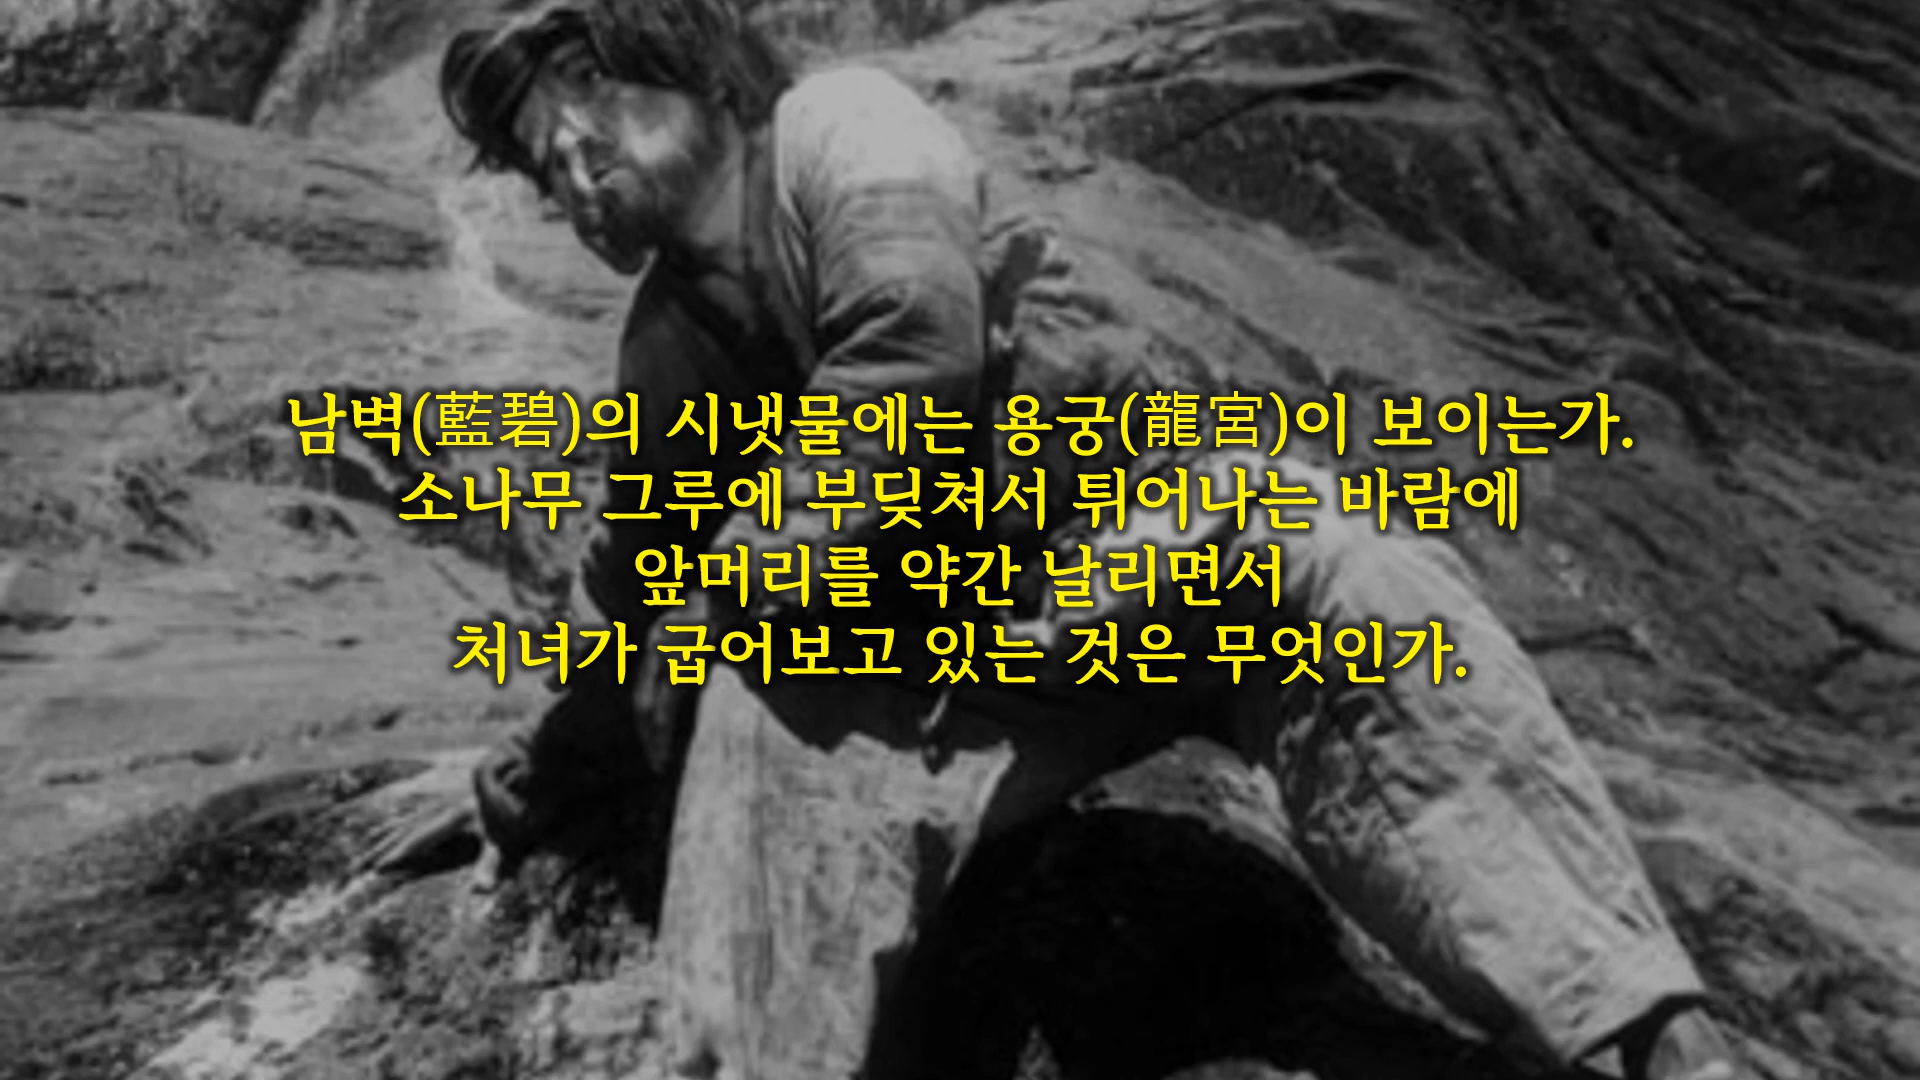 남벽(藍碧)의 시냇물에는 용궁(龍宮)이 보이는가.
소나무 그루에 부딪쳐서 튀어나는 바람에
앞머리를 약간 날리면서
처녀가 굽어보고 있는 것은 무엇인가.